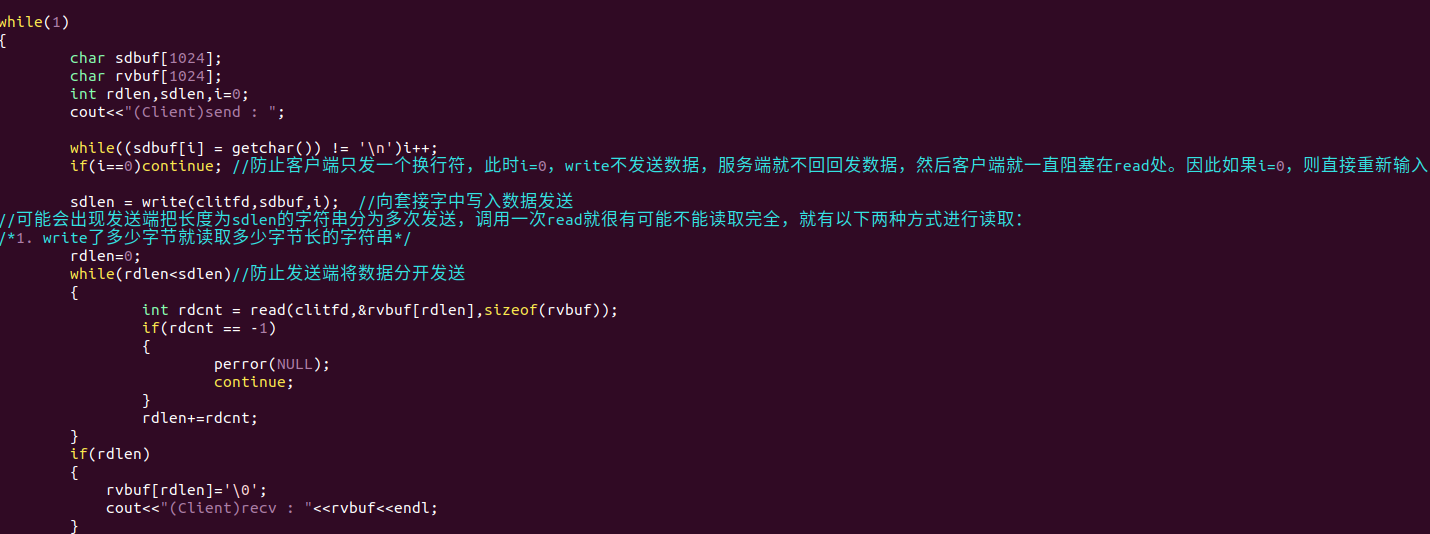 while(1)
{
char sdbuf[1024];
char rvbuf[1024];
int rdlen,sdlen,i=0;
cout<<"(Client)send : ";
while((sdbuf[i] = getchar()) != '\n')i++;
if(i==0)continue; //防止客户端只发一个换行符，此时i=0，write不发送数据，服务端就不回回发数据，然后客户端就一直阻塞在read处。因此如果i=0，则直接重新输入
sdlen = write(clitfd,sdbuf,i);  //向套接字中写入数据发送
//可能会出现发送端把长度为sdlen的字符串分为多次发送，调用一次read就很有可能不能读取完全，就有以下两种方式进行读取：
/*1. write了多少字节就读取多少字节长的字符串*/
rdlen=0;
while(rdlen<sdlen)//防止发送端将数据分开发送
{
int rdcnt = read(clitfd,&rvbuf[rdlen],sizeof(rvbuf));
if(rdcnt == -1)
{
perror(NULL);
continue;
}
rdlen+=rdcnt;
}
if(rdlen)
{
rvbuf[rdlen]='\0';
cout<<"(Client)recv : "<<rvbuf<<endl;
}